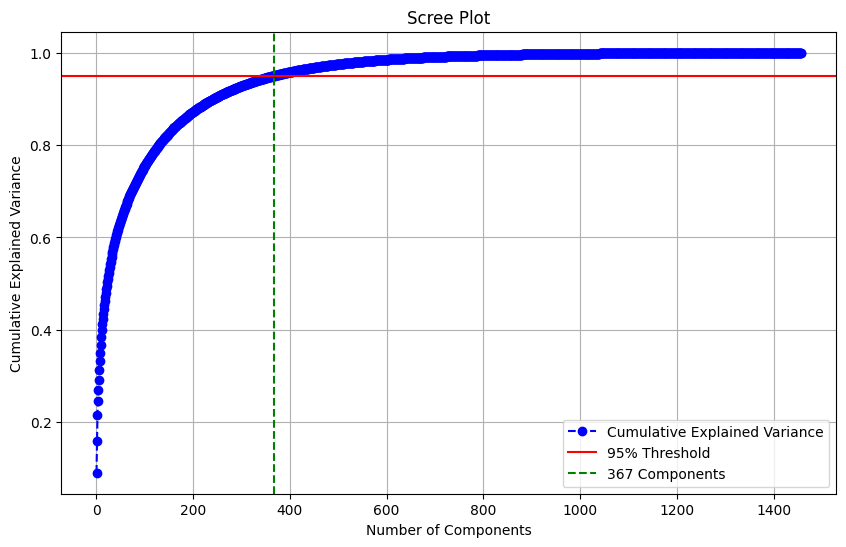 Scree Plot
Cumulative Explained Variance
1.0
0.8
0.6
0.4
0.2
0 200 400 600 800 1000 1200 1400
Number of Components
Cumulative Explained Variance
95% Threshold
367 Components